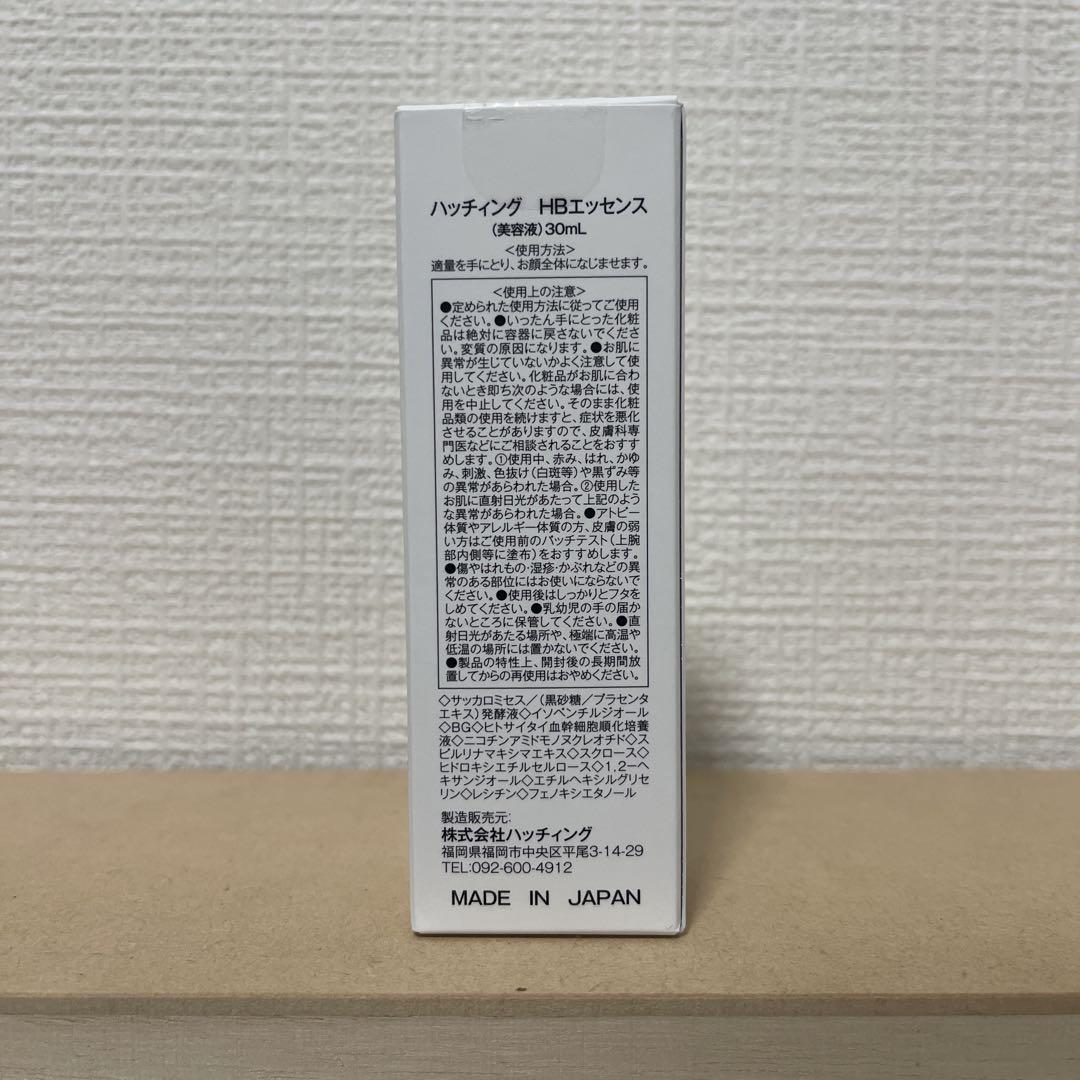 ハッチィング　HBエッセンス
(美容液)30mL
＜使用方法＞
適量を手にとり、お顔全体になじませます。
＜使用上の注意＞
●定められた使用方法に従ってご使用
ください。●いったん手にとった化粧
品は絶対に容器に戻さないでくださ
い。変質の原因になります。●お肌に
異常が生じていないかよく注意して使
用してください。化粧品がお肌に合わ
ないとき即ち次のような場合には、使
用を中止してください。そのまま化粧
品類の使用を続けますと、症状を悪化
させることがありますので、皮膚科専
門医などにご相談されることをおすす
めします。①使用中、赤み、はれ、かゆ
み、刺激、色抜け(白斑等)や黒ずみ等
の異常があらわれた場合。②使用した
お肌に直射日光があたって上記のよう
な異常があらわれた場合。●アトピー
体質やアレルギー体質の方、皮膚の弱
い方はご使用前のパッチテスト(上腕
部内側等に塗布)をおすすめします。
●傷やはれもの・湿疹・かぶれなどの異
常のある部位にはお使いにならないで
ください。●使用後はしっかりとフタを
しめてください。●乳幼児の手の届か
ないところに保管してください。●直
射日光があたる場所や、極端に高温や
低温の場所には置かないでください。
●製品の特性上、開封後の長期間放
置してからの再使用はおやめください。
◇サッカロミセス/(黒砂糖/プラセンタ
エキス)発酵液◇イソペンチルジオール
◇BG◇ヒトサイタイ血幹細胞順化培養
液◇ニコチンアミドモノヌクレオチド◇ス
ピルリナマキシマエキス◇スクロース◇
ヒドロキシエチルセルロース◇1,2-ヘ
キサンジオール◇エチルヘキシルグリセ
リン◇レシチン◇フェノキシエタノール
製造販売元:
株式会社ハッチィング
福岡県福岡市中央区平尾3-14-29
TEL:092-600-4912
MADE IN JAPAN